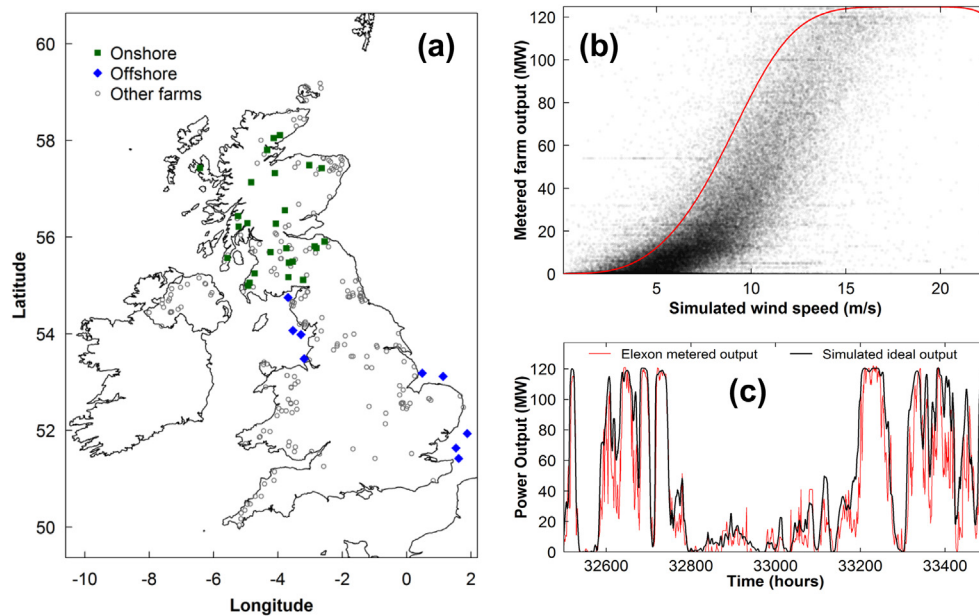 (a)
Onshore
Offshore
Other farms
Latitude
60
58
56
54
52
50
-10 -8 -6 -4 -2 0 2
Longitude
(b)
Metered farm output (MW)
120
100
80
60
40
20
0
5 10 15 20
Simulated wind speed (m/s)
Elexon metered output Simulated ideal output
(c)
Power Output (MW)
120
100
80
60
40
20
0
32600 32800 33000 33200 33400
Time (hours)